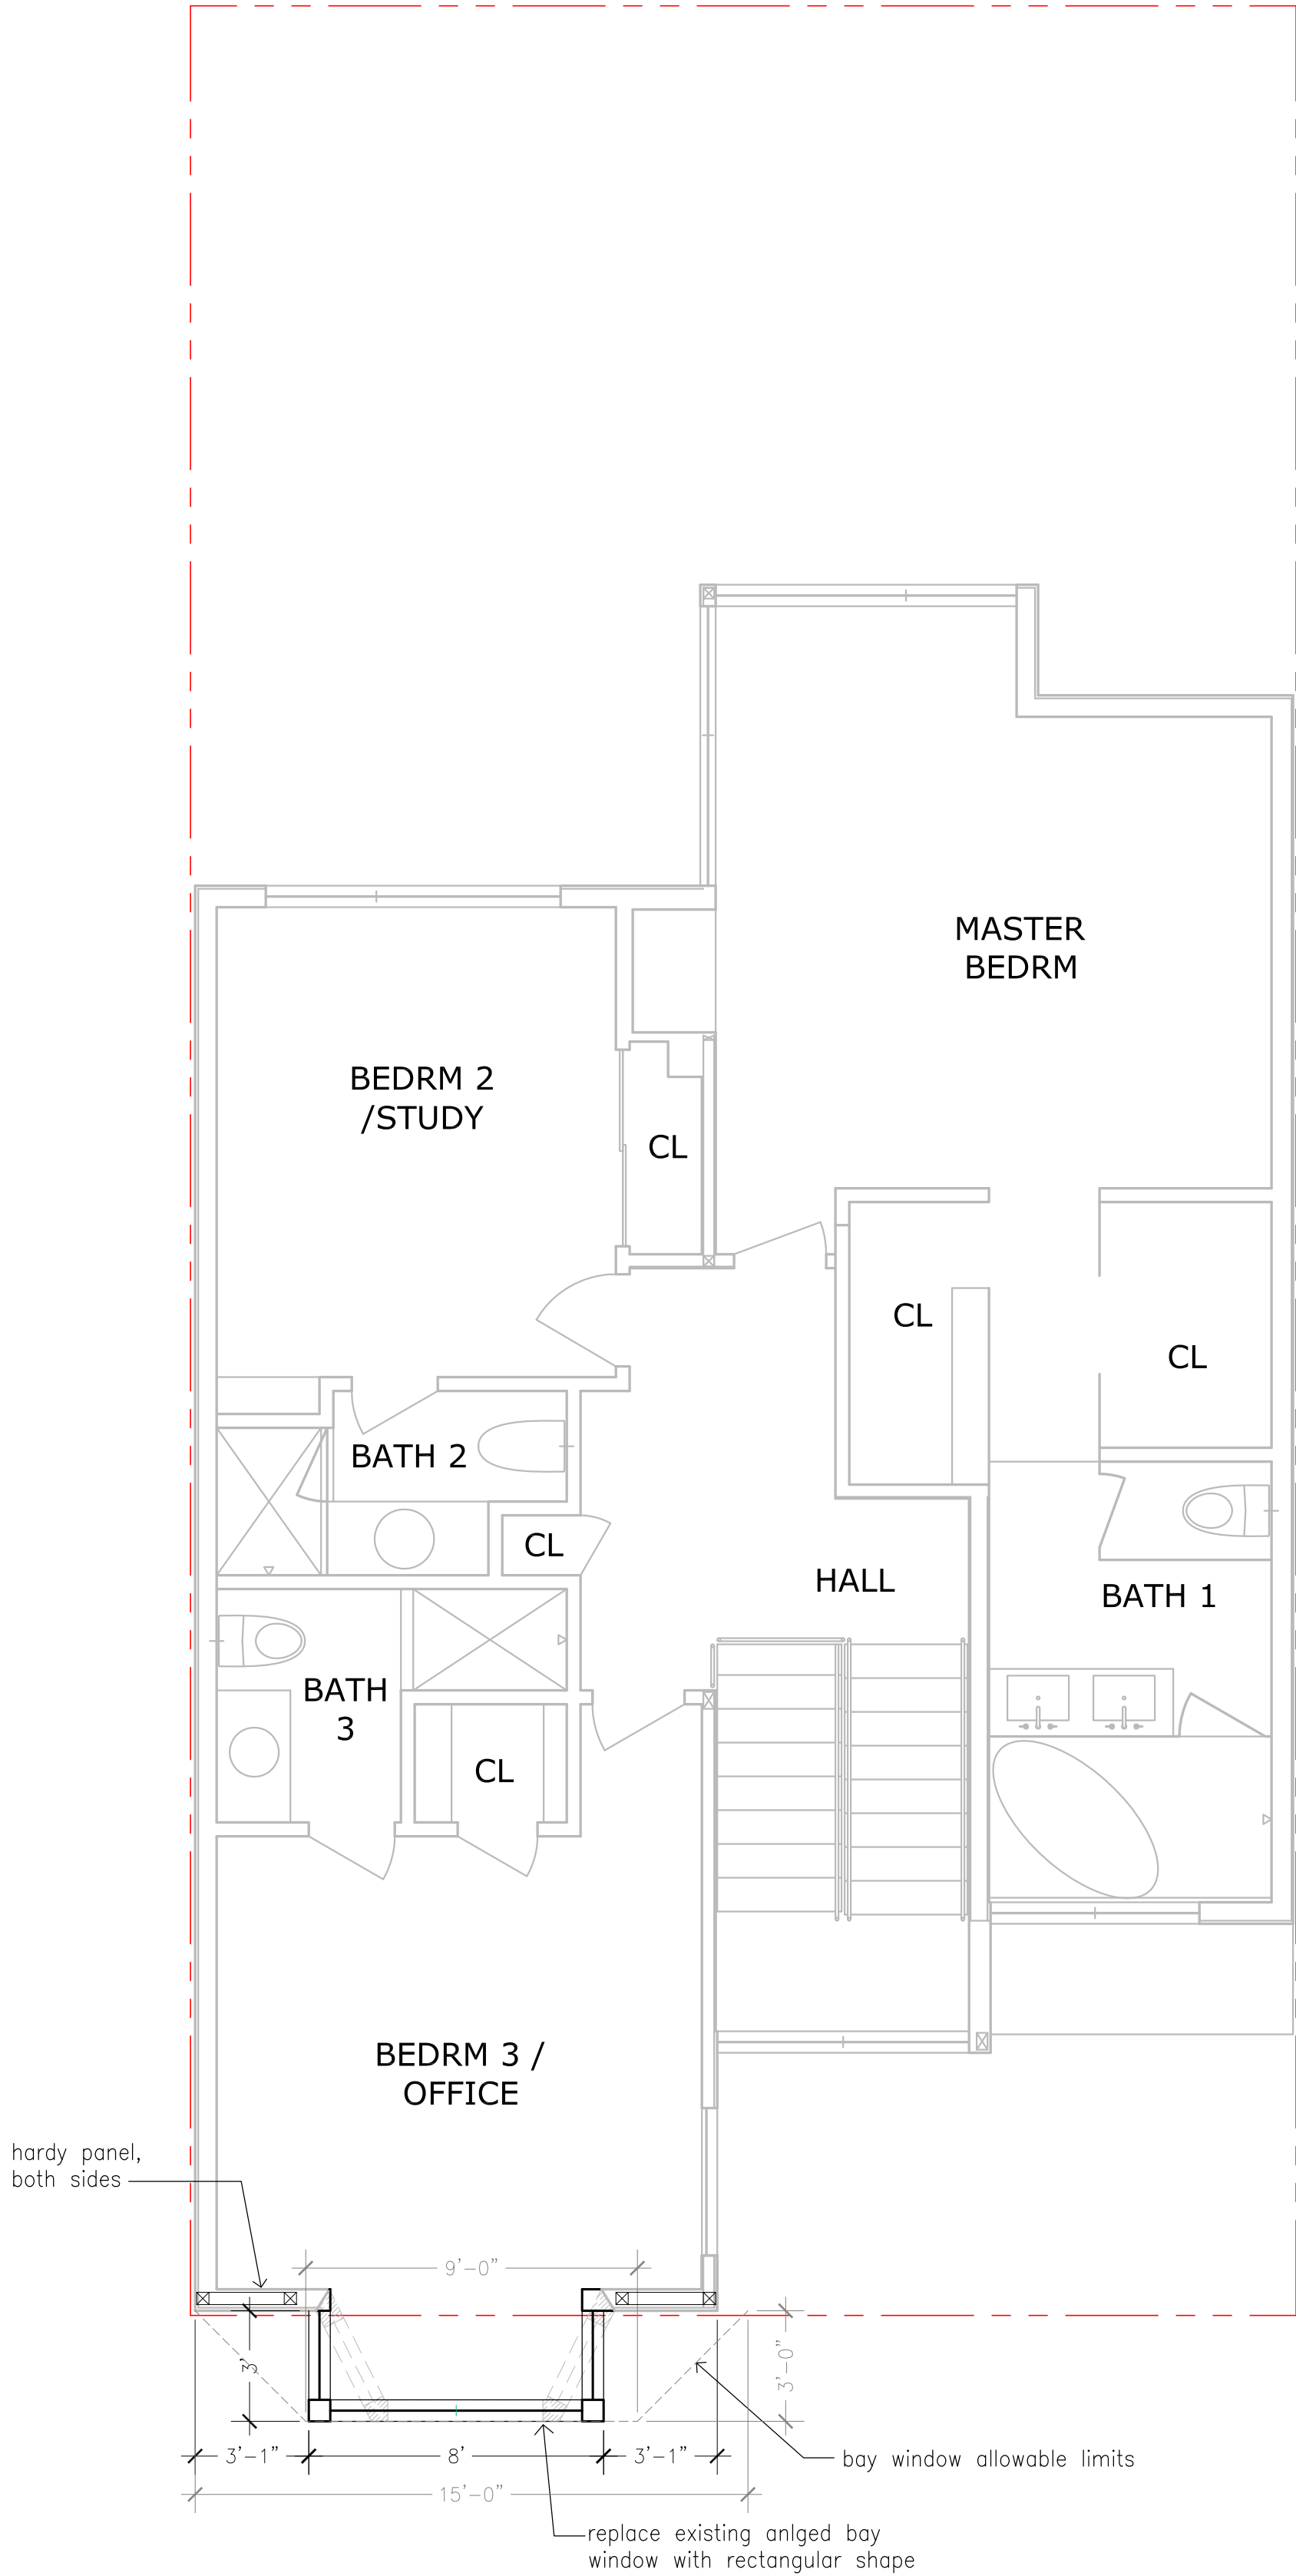 MASTER
BEDRM
BEDRM 2
/STUDY
CL
CL
CL
BATH 2
CL
HALL
BATH 1
BATH
3
CL
BEDRM 3 /
OFFICE
hardy panel,
both sides
9'-0"
3'
3'-0"
3'-1"
8'
3'-1"
bay window allowable limits
15'-0"
replace existing anlged bay
window with rectangular shape